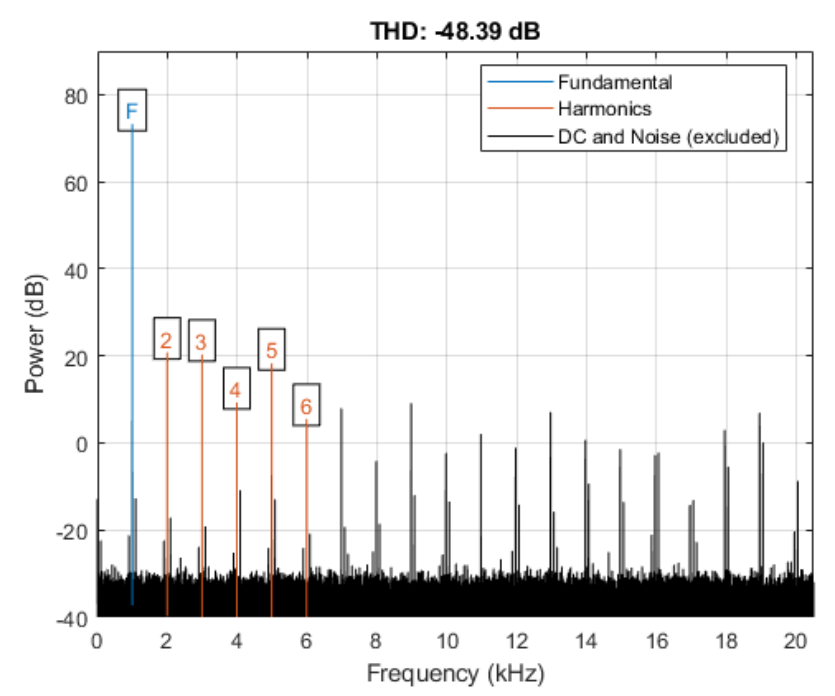 THD: -48.39 dB
Fundamental
Harmonics
DC and Noise (excluded)
F
2
3
4
5
6
Power (dB)
80
60
40
20
0
-20
-40
0 2 4 6 8 10 12 14 16 18 20
Frequency (kHz)